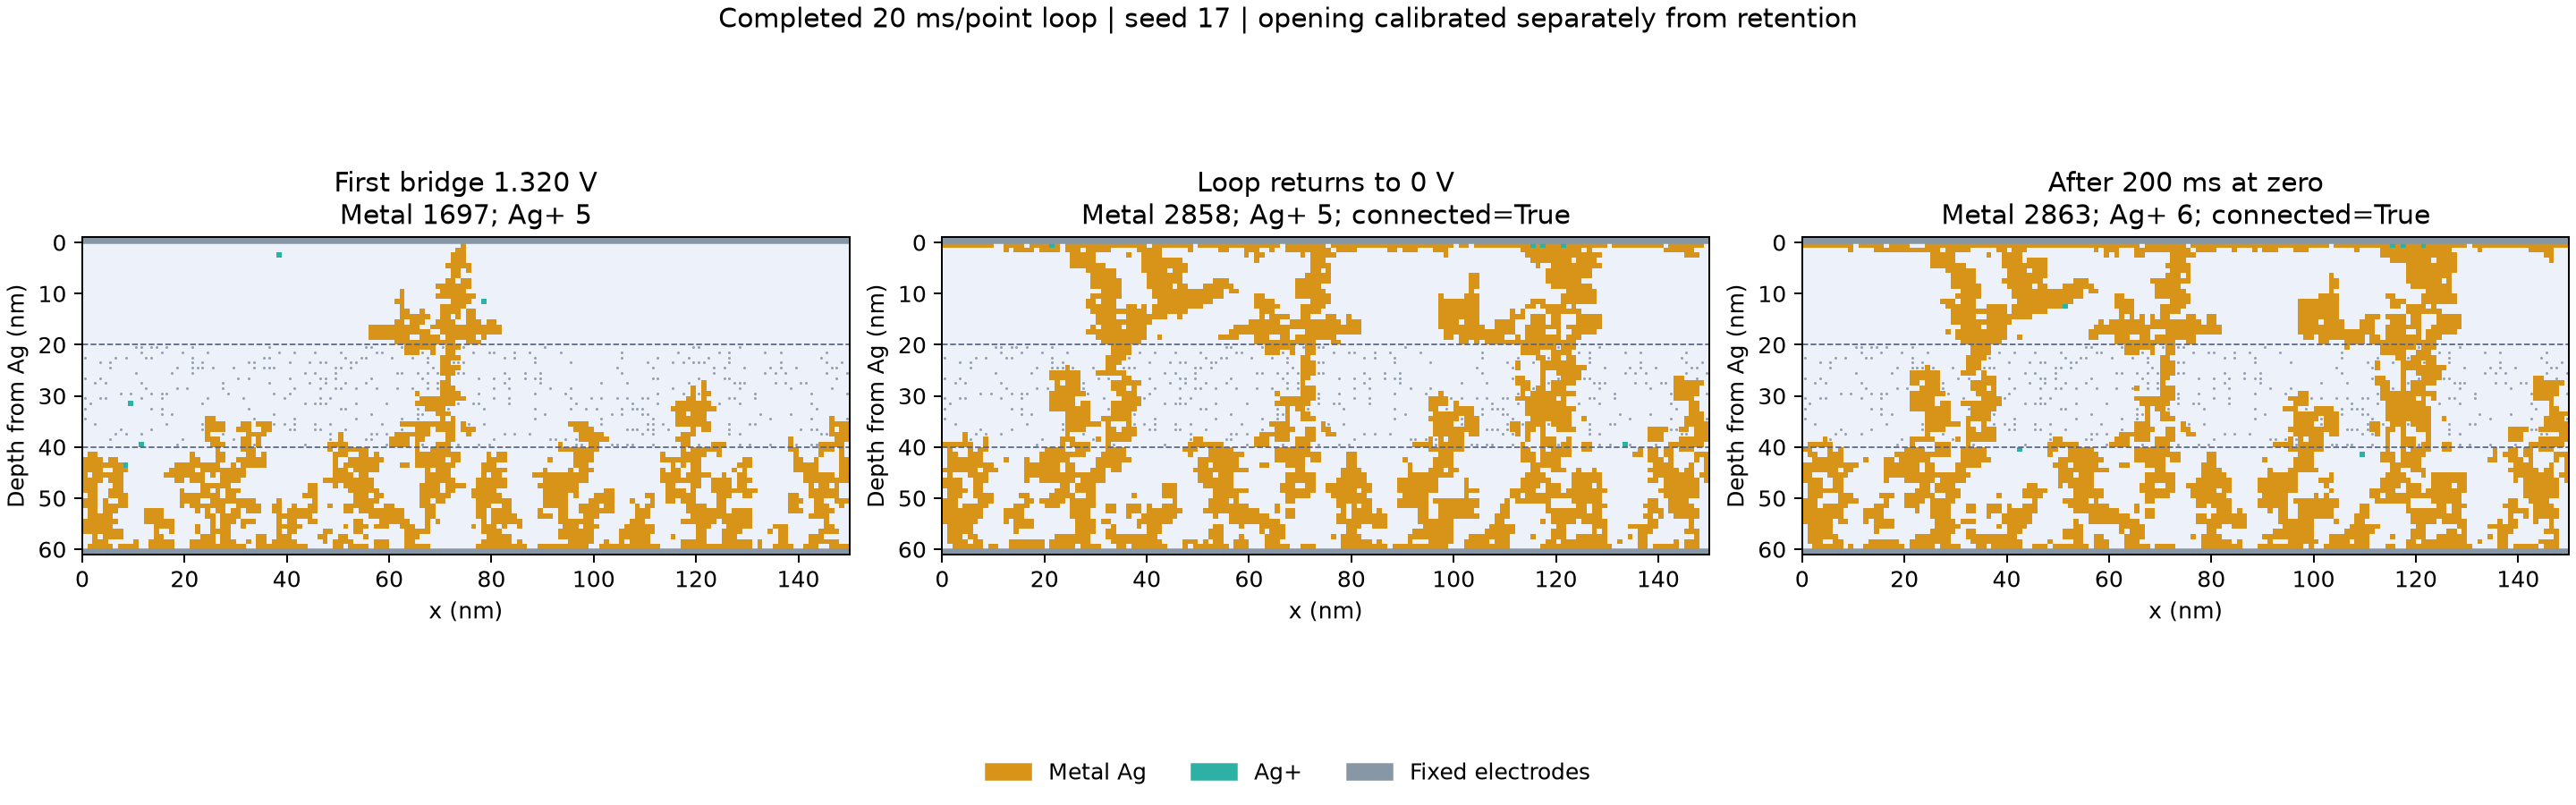 Completed 20 ms/point loop | seed 17 | opening calibrated separately from retention
First bridge 1.320 V
Metal 1697; Ag+ 5
Loop returns to 0 V
Metal 2858; Ag+ 5; connected=True
After 200 ms at zero
Metal 2863; Ag+ 6; connected=True
Depth from Ag (nm)
0
10
20
30
40
50
60
0 20 40 60 80 100 120 140
x (nm)
Depth from Ag (nm)
0
10
20
30
40
50
60
0 20 40 60 80 100 120 140
x (nm)
Depth from Ag (nm)
0
10
20
30
40
50
60
0 20 40 60 80 100 120 140
x (nm)
Metal Ag
Ag+
Fixed electrodes